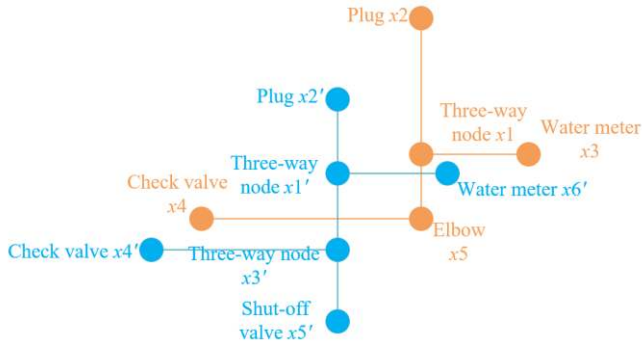 Plug x2
Plug x2′
Three-way
node x1
Water meter
x3
Three-way
node x1′
Check valve
x4
Water meter x6′
Elbow
x5
Check valve x4′
Three-way node
x3′
Shut-off
valve x5′